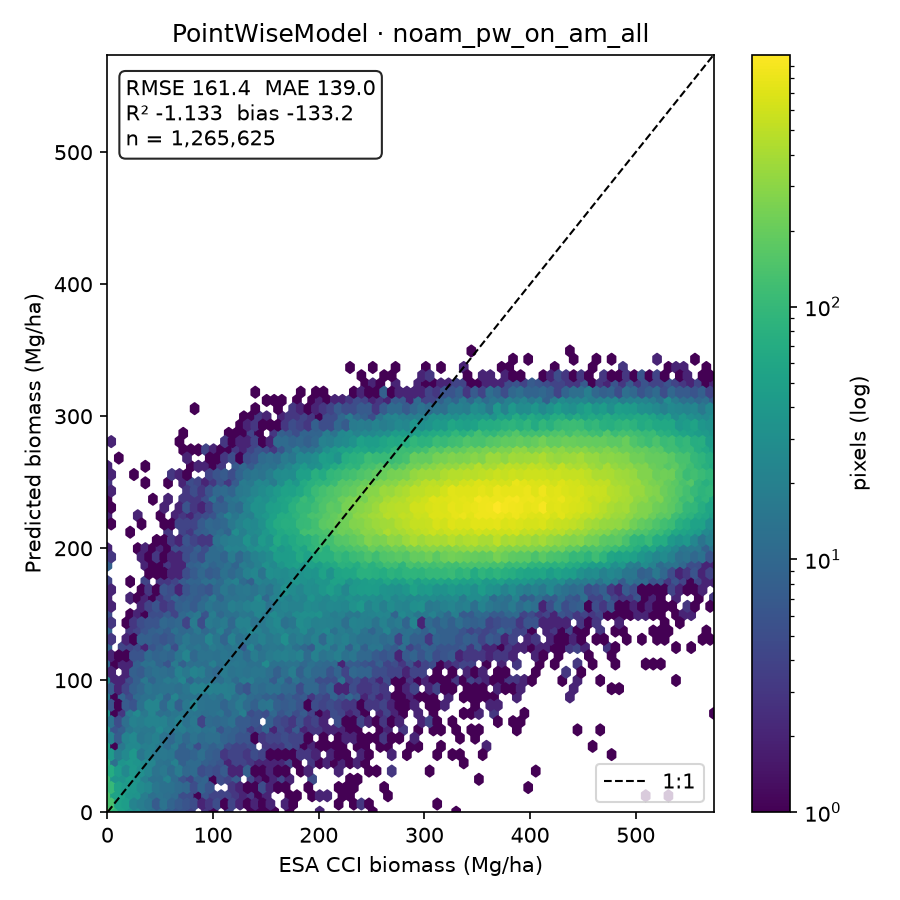 PointWiseModel · noam_pw_on_am_all
RMSE 161.4  MAE 139.0
R² -1.133  bias -133.2
n = 1,265,625
Predicted biomass (Mg/ha)
500
400
300
200
100
0
0 100 200 300 400 500
ESA CCI biomass (Mg/ha)
1:1
10²
10¹
10⁰
pixels (log)